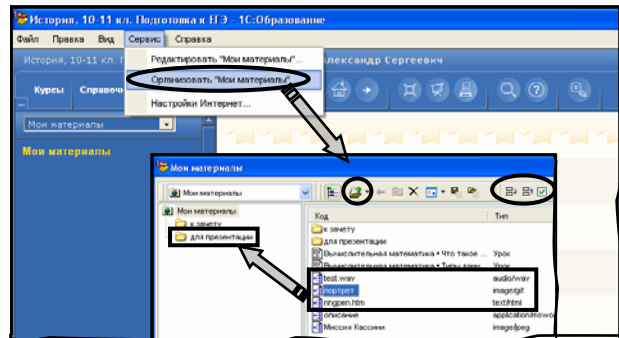 История, 10-11 кл. Подготовка к ЕГЭ - 1С:Образование
Файл Правка Вид Сервис Справка
История, 10-11 кл. Александр Сергеевич
Редактировать "Мои материалы"...
Организовать "Мои материалы"
Настройки Интернет...
Курсы Справочн
Мои материалы
Мои материалы
Мои материалы
Мои материалы
Мои материалы
к зачету
для презентации
Код Тип
к зачету
для презентации
Вычислительная математика • Что такое ... Урок
Вычислительная математика • Типы Урок
test.wav audio/wav
портрет image/gif
ringpen.htm text/html
описание application/mswo
Миссия Кассини image/jpeg